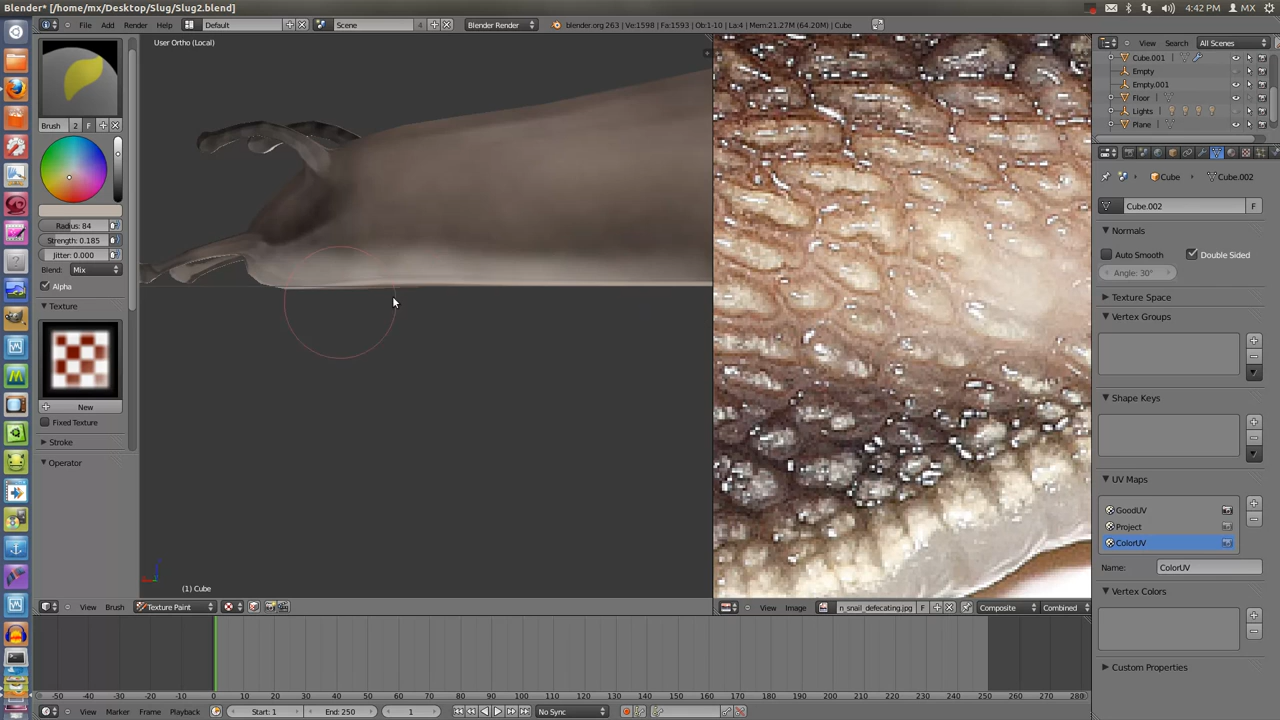 Blender* [/home/mx/Desktop/Slug/Slug2.blend]
4:42 PM MX
File Add Render Help Default Scene 4 Blender Render blender.org 263 | Ve:1598 | Fa:1593 | Ob:1-10 | La:4 | Mem:21.27M (64.20M) | Cube
View Search All Scenes
User Ortho (Local)
Cube.001
Empty
Empty.001
Floor
Lights
Plane
Brush 2 F
Radius: 84
Strength: 0.185
Jitter: 0.000
Blend: Mix
Alpha
Texture
New
Fixed Texture
Stroke
Operator
Cube Cube.002
Cube.002 F
Normals
Auto Smooth Double Sided
Angle: 30°
Texture Space
Vertex Groups
Shape Keys
UV Maps
GoodUV
Project
ColorUV
Name: ColorUV
Vertex Colors
Custom Properties
(1) Cube
View Brush Texture Paint
View Image n_snail_defecating.jpg F Composite Combined
-50 -40 -30 -20 -10 0 10 20 30 40 50 60 70 80 90 100 110 120 130 140 150 160 170 180 190 200 210 220 230 240 250 260 270 280
View Marker Frame Playback Start: 1 End: 250 1 No Sync